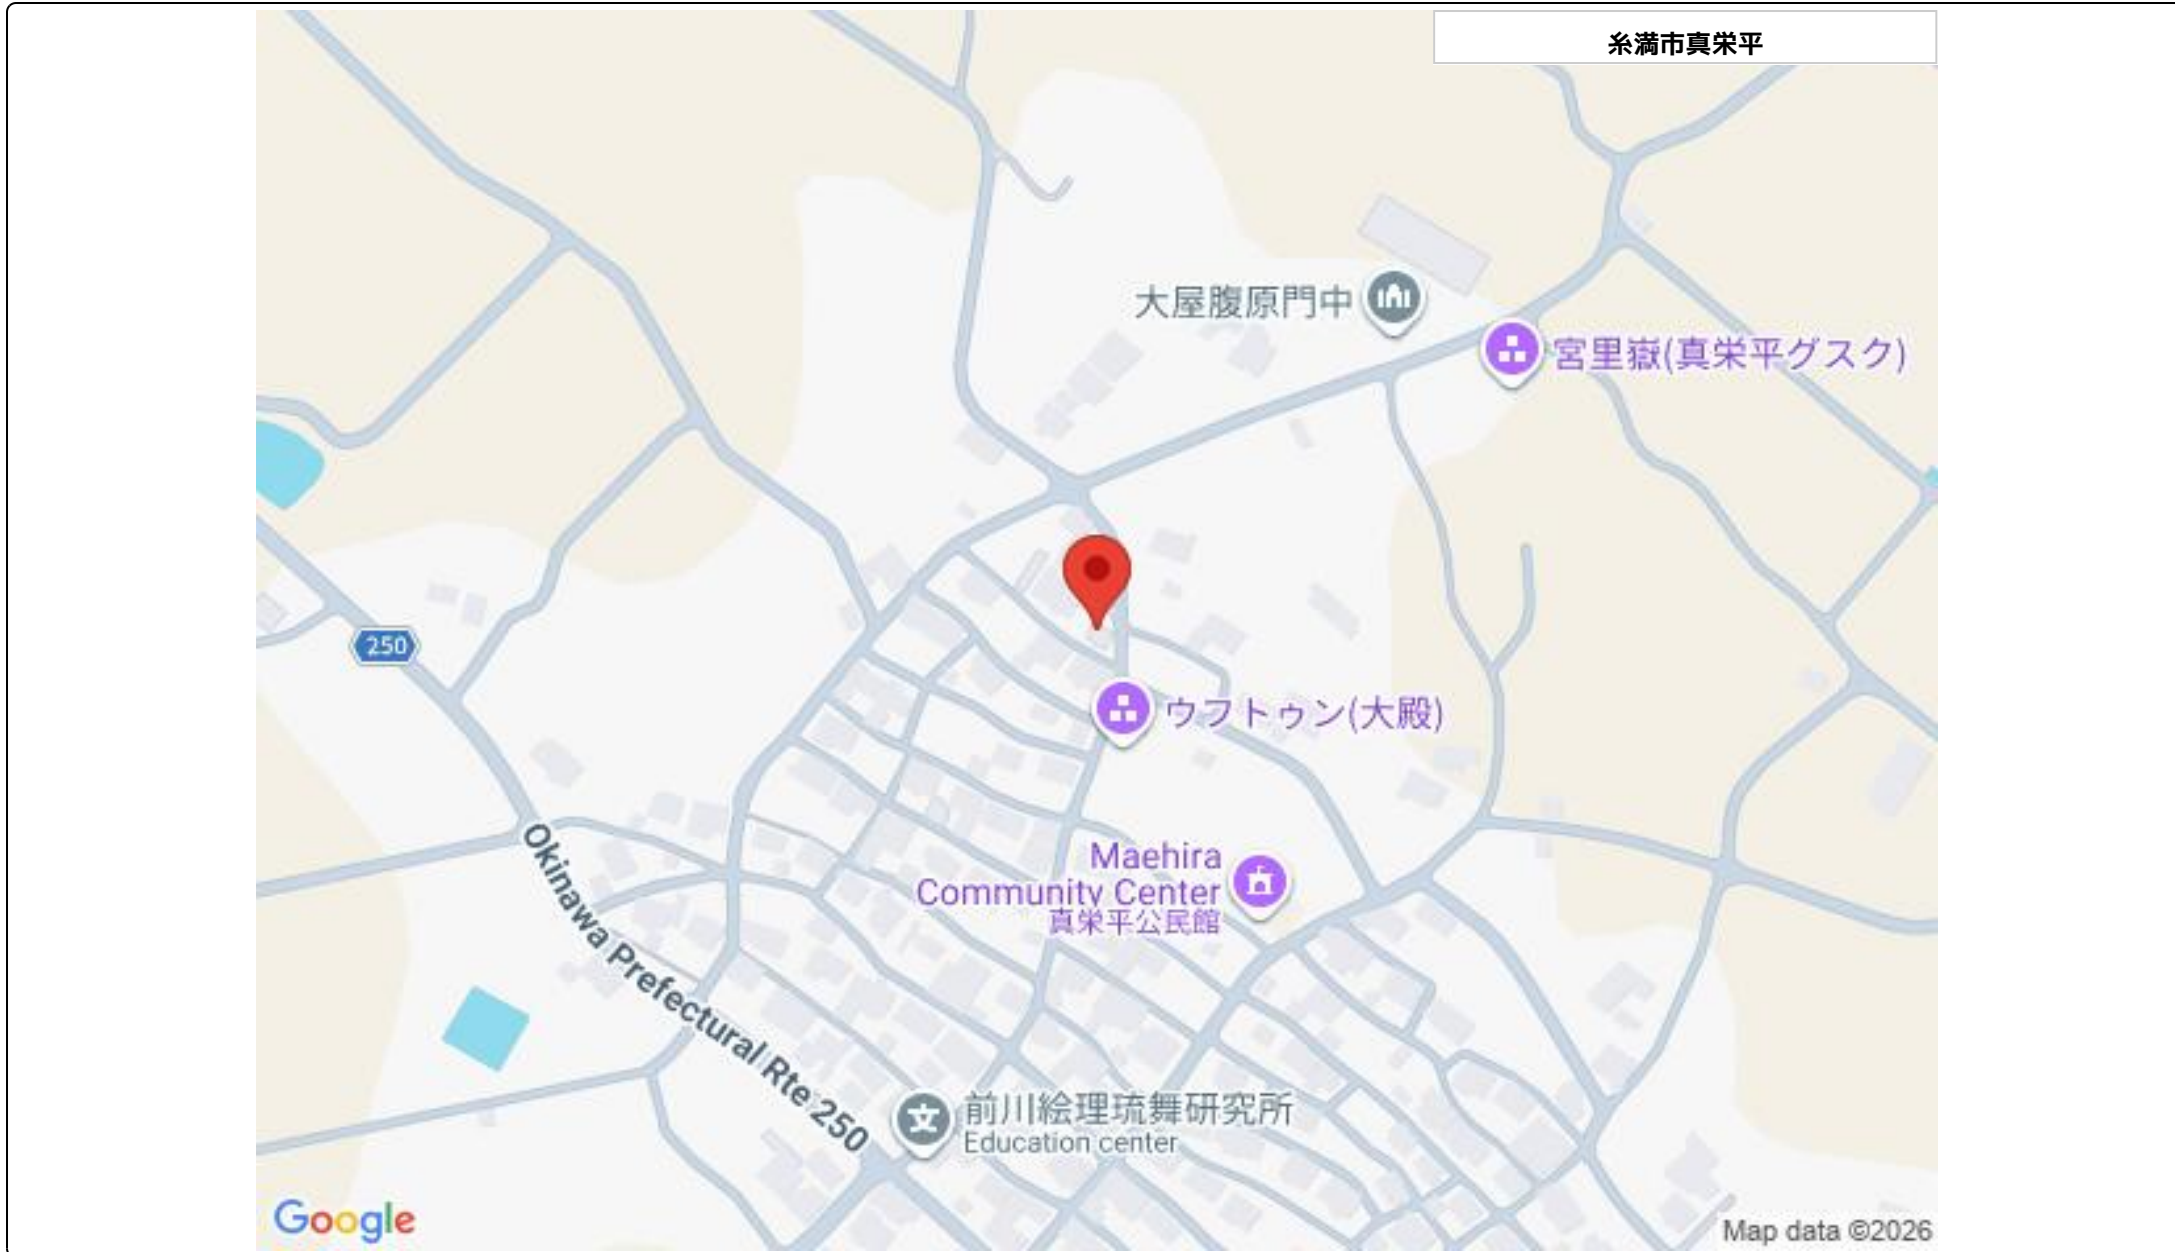 糸満市真栄平
大屋腹原門中
宮里嶽(真栄平グスク)
250
ウフトゥン(大殿)
Maehira
Community Center
真栄平公民館
Okinawa Prefectural Rte 250
前川絵理琉舞研究所
Education center
Google
Map data ©2026